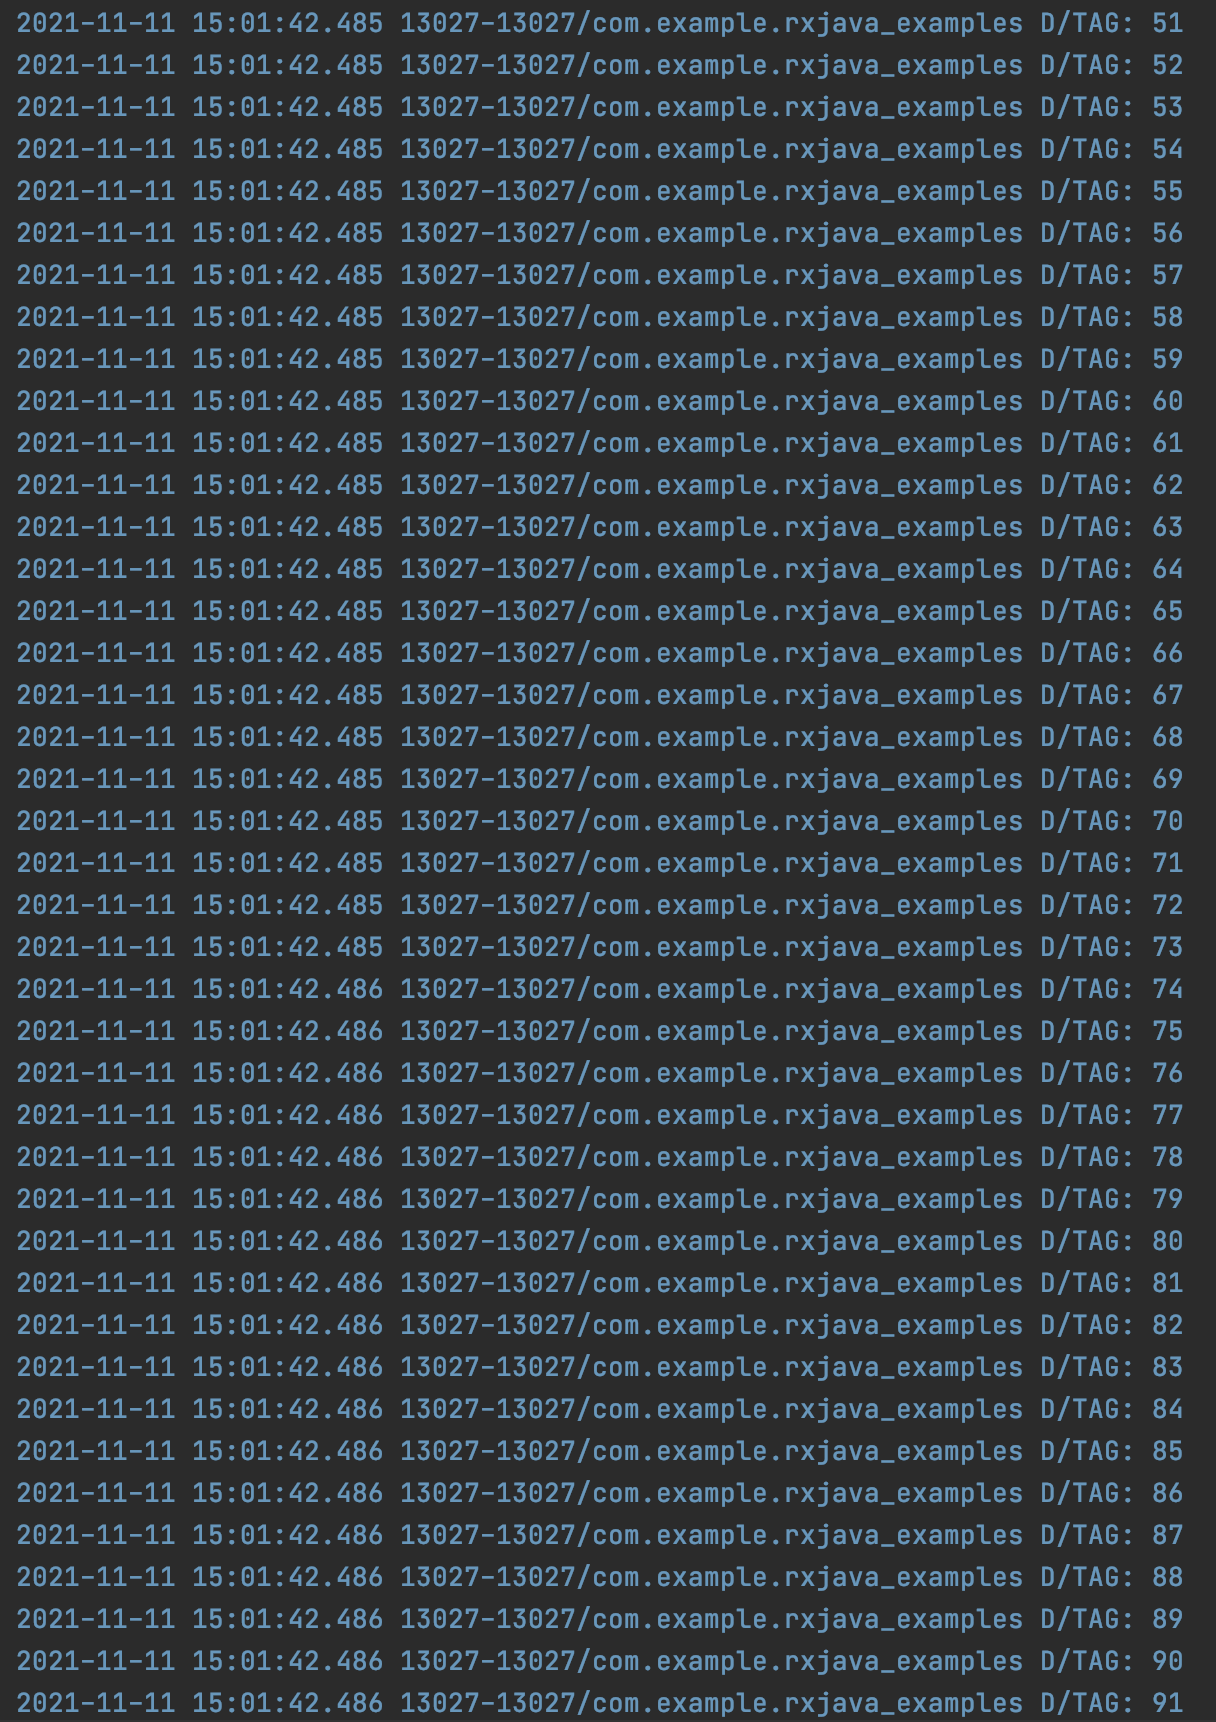 2021-11-11 15:01:42.485 13027-13027/com.example.rxjava_examples D/TAG: 51
2021-11-11 15:01:42.485 13027-13027/com.example.rxjava_examples D/TAG: 52
2021-11-11 15:01:42.485 13027-13027/com.example.rxjava_examples D/TAG: 53
2021-11-11 15:01:42.485 13027-13027/com.example.rxjava_examples D/TAG: 54
2021-11-11 15:01:42.485 13027-13027/com.example.rxjava_examples D/TAG: 55
2021-11-11 15:01:42.485 13027-13027/com.example.rxjava_examples D/TAG: 56
2021-11-11 15:01:42.485 13027-13027/com.example.rxjava_examples D/TAG: 57
2021-11-11 15:01:42.485 13027-13027/com.example.rxjava_examples D/TAG: 58
2021-11-11 15:01:42.485 13027-13027/com.example.rxjava_examples D/TAG: 59
2021-11-11 15:01:42.485 13027-13027/com.example.rxjava_examples D/TAG: 60
2021-11-11 15:01:42.485 13027-13027/com.example.rxjava_examples D/TAG: 61
2021-11-11 15:01:42.485 13027-13027/com.example.rxjava_examples D/TAG: 62
2021-11-11 15:01:42.485 13027-13027/com.example.rxjava_examples D/TAG: 63
2021-11-11 15:01:42.485 13027-13027/com.example.rxjava_examples D/TAG: 64
2021-11-11 15:01:42.485 13027-13027/com.example.rxjava_examples D/TAG: 65
2021-11-11 15:01:42.485 13027-13027/com.example.rxjava_examples D/TAG: 66
2021-11-11 15:01:42.485 13027-13027/com.example.rxjava_examples D/TAG: 67
2021-11-11 15:01:42.485 13027-13027/com.example.rxjava_examples D/TAG: 68
2021-11-11 15:01:42.485 13027-13027/com.example.rxjava_examples D/TAG: 69
2021-11-11 15:01:42.485 13027-13027/com.example.rxjava_examples D/TAG: 70
2021-11-11 15:01:42.485 13027-13027/com.example.rxjava_examples D/TAG: 71
2021-11-11 15:01:42.485 13027-13027/com.example.rxjava_examples D/TAG: 72
2021-11-11 15:01:42.485 13027-13027/com.example.rxjava_examples D/TAG: 73
2021-11-11 15:01:42.486 13027-13027/com.example.rxjava_examples D/TAG: 74
2021-11-11 15:01:42.486 13027-13027/com.example.rxjava_examples D/TAG: 75
2021-11-11 15:01:42.486 13027-13027/com.example.rxjava_examples D/TAG: 76
2021-11-11 15:01:42.486 13027-13027/com.example.rxjava_examples D/TAG: 77
2021-11-11 15:01:42.486 13027-13027/com.example.rxjava_examples D/TAG: 78
2021-11-11 15:01:42.486 13027-13027/com.example.rxjava_examples D/TAG: 79
2021-11-11 15:01:42.486 13027-13027/com.example.rxjava_examples D/TAG: 80
2021-11-11 15:01:42.486 13027-13027/com.example.rxjava_examples D/TAG: 81
2021-11-11 15:01:42.486 13027-13027/com.example.rxjava_examples D/TAG: 82
2021-11-11 15:01:42.486 13027-13027/com.example.rxjava_examples D/TAG: 83
2021-11-11 15:01:42.486 13027-13027/com.example.rxjava_examples D/TAG: 84
2021-11-11 15:01:42.486 13027-13027/com.example.rxjava_examples D/TAG: 85
2021-11-11 15:01:42.486 13027-13027/com.example.rxjava_examples D/TAG: 86
2021-11-11 15:01:42.486 13027-13027/com.example.rxjava_examples D/TAG: 87
2021-11-11 15:01:42.486 13027-13027/com.example.rxjava_examples D/TAG: 88
2021-11-11 15:01:42.486 13027-13027/com.example.rxjava_examples D/TAG: 89
2021-11-11 15:01:42.486 13027-13027/com.example.rxjava_examples D/TAG: 90
2021-11-11 15:01:42.486 13027-13027/com.example.rxjava_examples D/TAG: 91